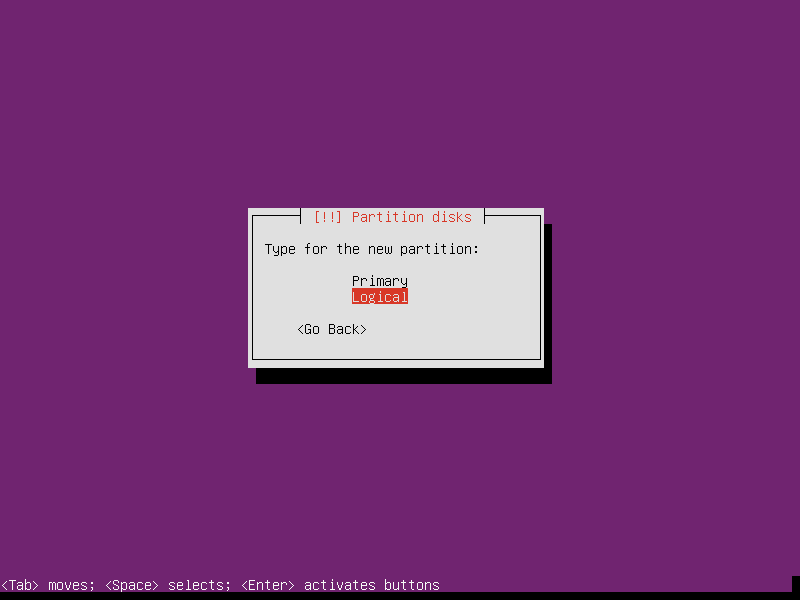 [!!] Partition disks
Type for the new partition:
Primary
Logical
<Go Back>
<Tab> moves; <Space> selects; <Enter> activates buttons